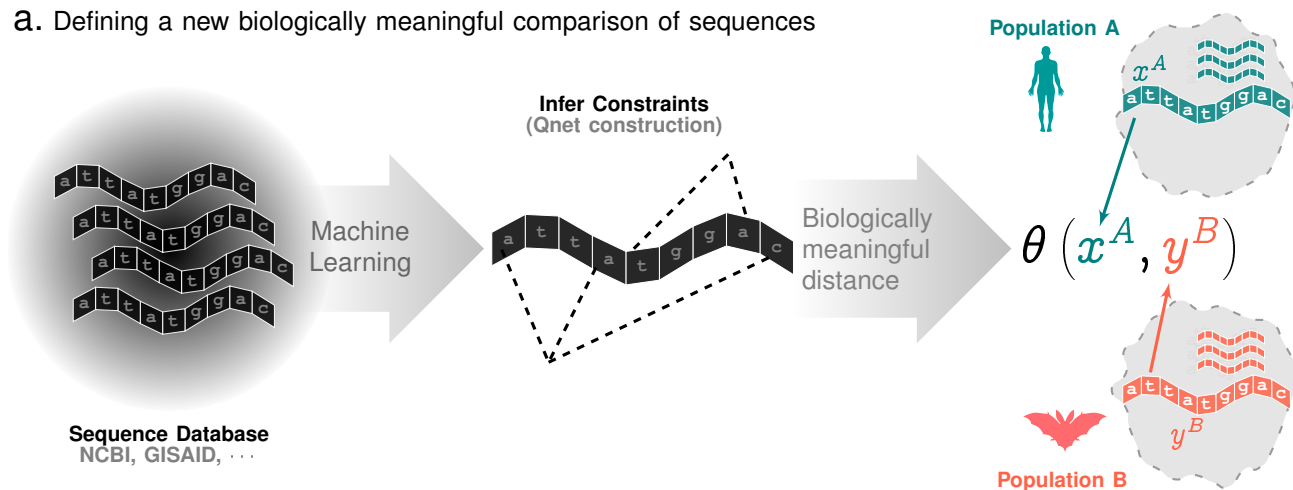 a. Defining a new biologically meaningful comparison of sequences
attatggac
attatggac
attatggac
attatggac
Sequence Database
NCBI, GISAID, ···
Machine
Learning
Infer Constraints
(Qnet construction)
attatggac
Biologically
meaningful
distance
Population A
x^A
attatggac
θ (x^A, y^B)
attatggac
y^B
Population B